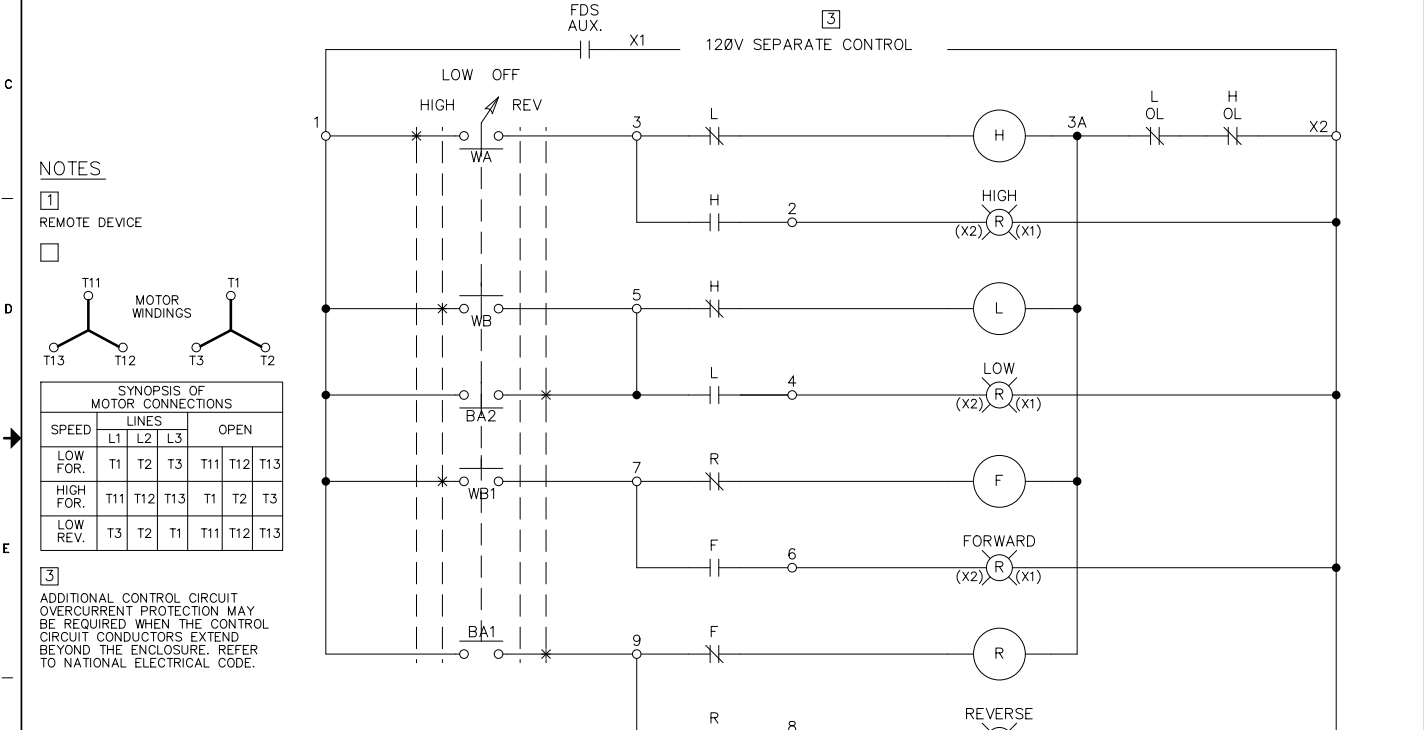 FDS
AUX.
X1
3
120V SEPARATE CONTROL
C
LOW OFF
HIGH
REV
1
WA
3
L
H
3A
L
OL
H
OL
X2
NOTES
1
REMOTE DEVICE
H
2
HIGH
(X2)
R
(X1)
T11
T13
T12
MOTOR
WINDINGS
T1
T3
T2
D
WB
5
H
L
BA2
L
4
LOW
(X2)
R
(X1)
SYNOPSIS OF
MOTOR CONNECTIONS
SPEED
LINES
OPEN
L1 L2 L3
LOW
FOR.
T1 T2 T3 T11 T12 T13
HIGH
FOR.
T11 T12 T13 T1 T2 T3
LOW
REV.
T3 T2 T1 T11 T12 T13
WB1
7
R
F
E
F
6
FORWARD
(X2)
R
(X1)
3
ADDITIONAL CONTROL CIRCUIT
OVERCURRENT PROTECTION MAY
BE REQUIRED WHEN THE CONTROL
CIRCUIT CONDUCTORS EXTEND
BEYOND THE ENCLOSURE. REFER
TO NATIONAL ELECTRICAL CODE.
BA1
9
F
R
R
8
REVERSE